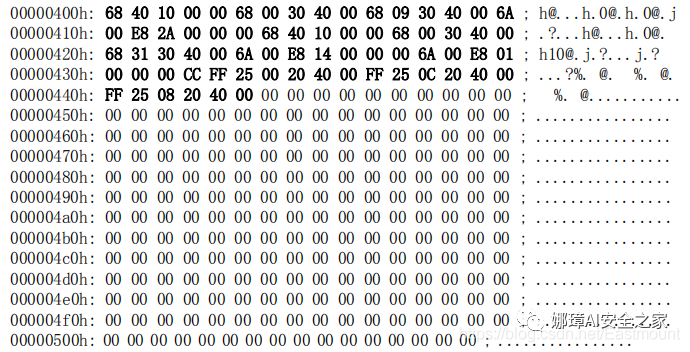 00000400h: 68 40 10 00 00 68 00 30 40 00 68 09 30 40 00 6A ; h@...h.0@.h.0@.j
00000410h: 00 E8 2A 00 00 00 68 40 10 00 00 68 00 30 40 00 ; .?...h@...h.0@.
00000420h: 68 31 30 40 00 6A 00 E8 14 00 00 00 6A 00 E8 01 ; h10@.j.?...j.?
00000430h: 00 00 00 CC FF 25 00 20 40 00 FF 25 0C 20 40 00 ; ...?%. @. %. @.
00000440h: FF 25 08 20 40 00 00 00 00 00 00 00 00 00 00 00 ; %. @...........
00000450h: 00 00 00 00 00 00 00 00 00 00 00 00 00 00 00 00 ; ................
00000460h: 00 00 00 00 00 00 00 00 00 00 00 00 00 00 00 00 ; ................
00000470h: 00 00 00 00 00 00 00 00 00 00 00 00 00 00 00 00 ; ................
00000480h: 00 00 00 00 00 00 00 00 00 00 00 00 00 00 00 00 ; ................
00000490h: 00 00 00 00 00 00 00 00 00 00 00 00 00 00 00 00 ; ................
000004a0h: 00 00 00 00 00 00 00 00 00 00 00 00 00 00 00 00 ; ................
000004b0h: 00 00 00 00 00 00 00 00 00 00 00 00 00 00 00 00 ; ................
000004c0h: 00 00 00 00 00 00 00 00 00 00 00 00 00 00 00 00 ; ................
000004d0h: 00 00 00 00 00 00 00 00 00 00 00 00 00 00 00 00 ; ................
000004e0h: 00 00 00 00 00 00 00 00 00 00 00 00 00 00 00 00 ; ................
000004f0h: 00 00 00 00 00 00 00 00 00 00 00 00 00 00 00 00 ;
娜璋AI安全之家
https://blog.csdn.net/Eastmount
00000500h: 00 00 00 00 00 00 00 00 00 00 00 00 00 00 00 00 ; ......